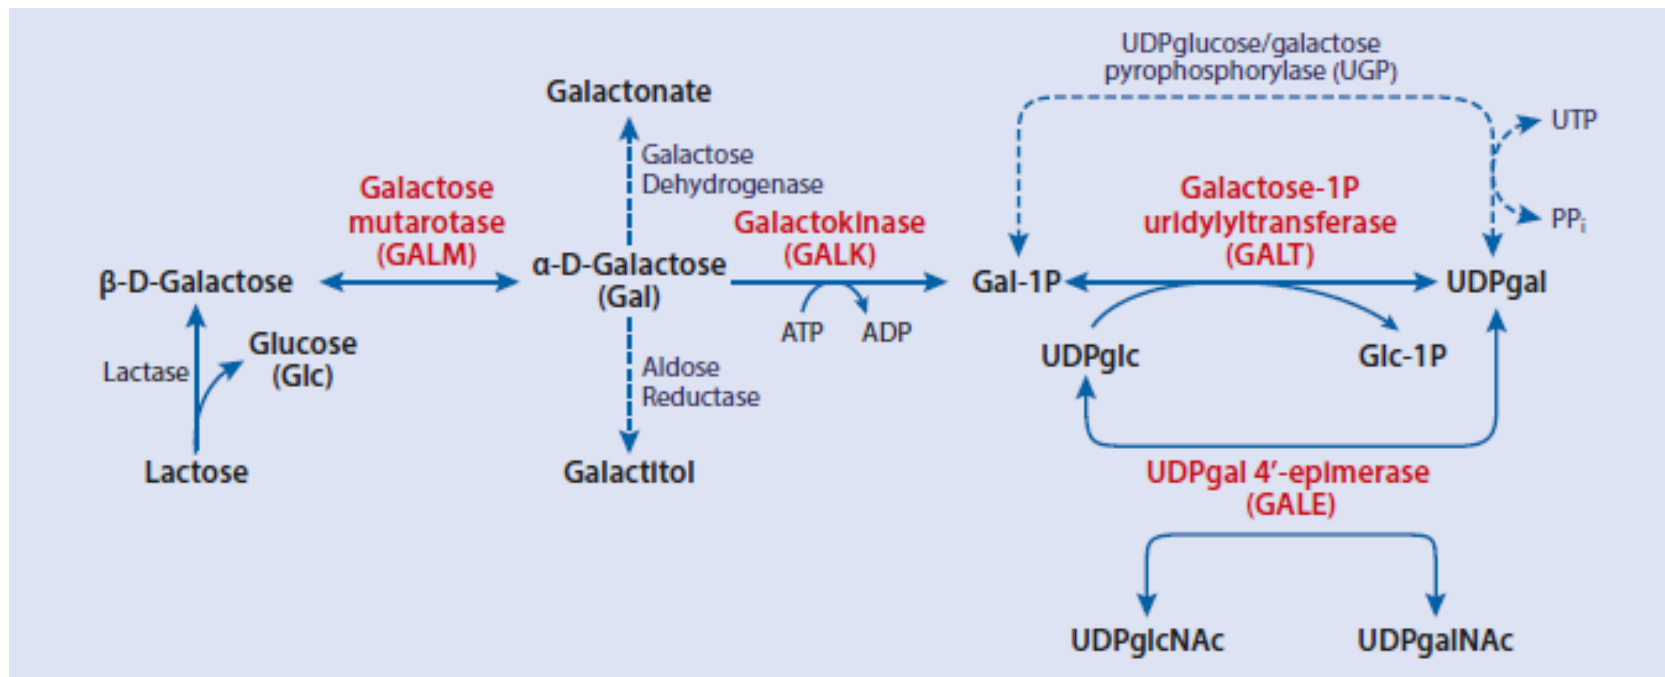 UDPglucose/galactose
pyrophosphorylase (UGP)
Galactonate
UTP
Galactose
Dehydrogenase
Galactose
mutarotase
(GALM)
Galactokinase
(GALK)
Galactose-1P
uridylyltransferase
(GALT)
PPi
β-D-Galactose
α-D-Galactose
(Gal)
Gal-1P
UDPgal
ATP
ADP
Glucose
(Glc)
Lactase
UDPglc
Glc-1P
Aldose
Reductase
Lactose
Galactitol
UDPgal 4′-epimerase
(GALE)
UDPglcNAc
UDPgalNAc